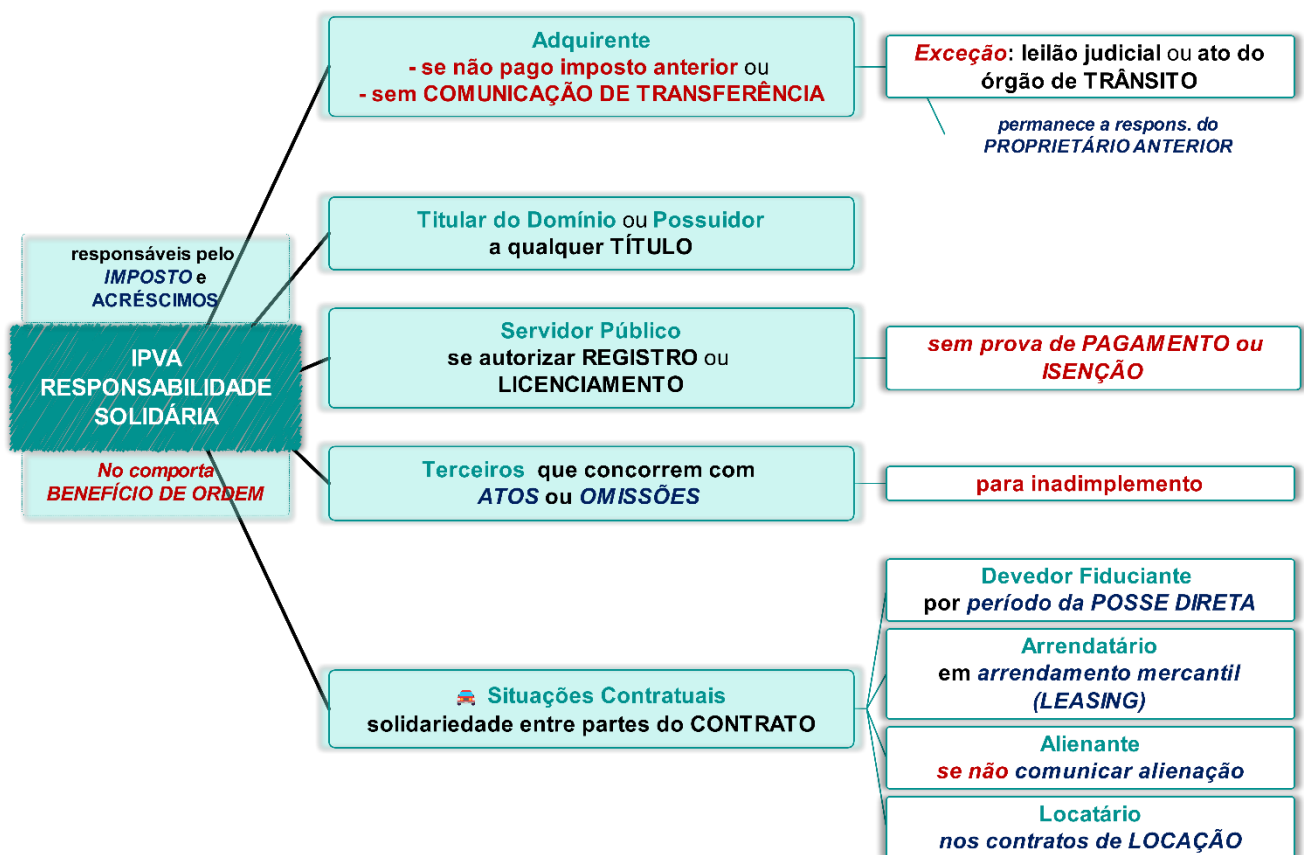 Adquirente
- se não pago imposto anterior ou
- sem COMUNICAÇÃO DE TRANSFERÊNCIA
Exceção: leilão judicial ou ato do
órgão de TRÂNSITO
permanece a respons. do
PROPRIETÁRIO ANTERIOR
Titular do Domínio ou Possuidor
a qualquer TÍTULO
responsáveis pelo
IMPOSTO e
ACRÉSCIMOS
IPVA
RESPONSABILIDADE
SOLIDÁRIA
No comporta
BENEFÍCIO DE ORDEM
Servidor Público
se autorizar REGISTRO ou
LICENCIAMENTO
sem prova de PAGAMENTO ou
ISENÇÃO
Terceiros que concorrem com
ATOS ou OMISSÕES
para inadimplemento
Situações Contratuais
solidariedade entre partes do CONTRATO
Devedor Fiduciante
por período da POSSE DIRETA
Arrendatário
em arrendamento mercantil
(LEASING)
Alienante
se não comunicar alienação
Locatário
nos contratos de LOCAÇÃO